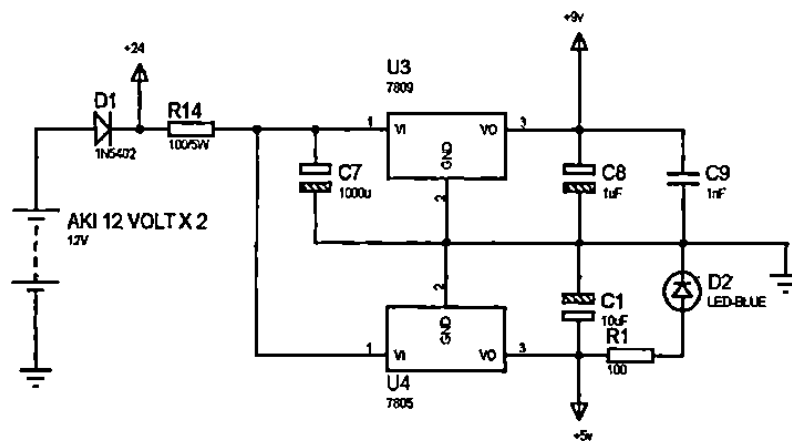 +24
+9v
U3
7809
D1
1N5402
R14
100/5W
1
VI
VO
3
GND
2
C7
1000u
C8
1uF
C9
1nF
AKI 12 VOLT X 2
12V
2
GND
1
VI
VO
3
U4
7805
C1
10uF
D2
LED-BLUE
R1
100
+5v